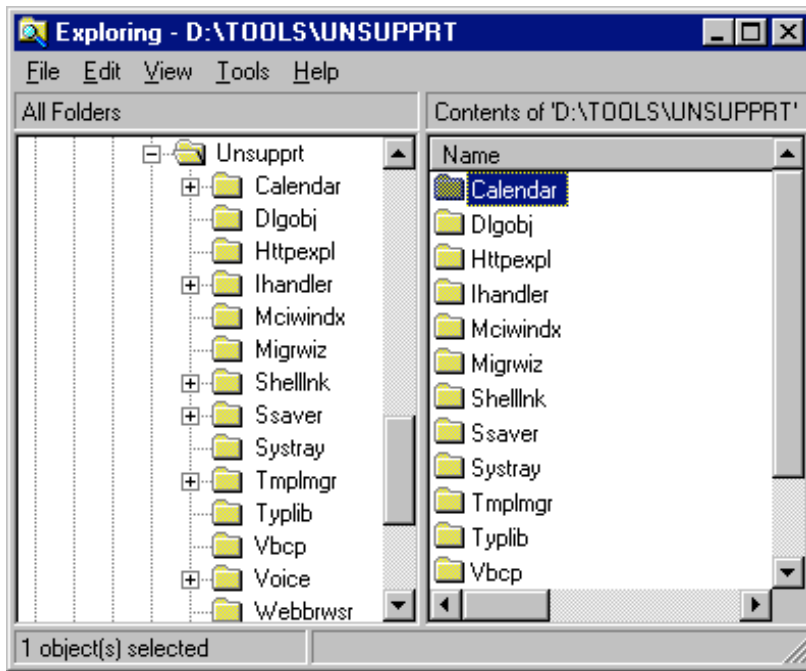 Exploring - D:\TOOLS\UNSUPPRT
File Edit View Tools Help
All Folders
Contents of 'D:\TOOLS\UNSUPPRT'
Unsupprt
Calendar
Dlgobj
Httpexpl
Ihandler
Mciwindx
Migrwiz
Shelllnk
Ssaver
Systray
Tmplmgr
Typlib
Vbcp
Voice
Webbrwsr
Name
Calendar
Dlgobj
Httpexpl
Ihandler
Mciwindx
Migrwiz
Shelllnk
Ssaver
Systray
Tmplmgr
Typlib
Vbcp
1 object(s) selected